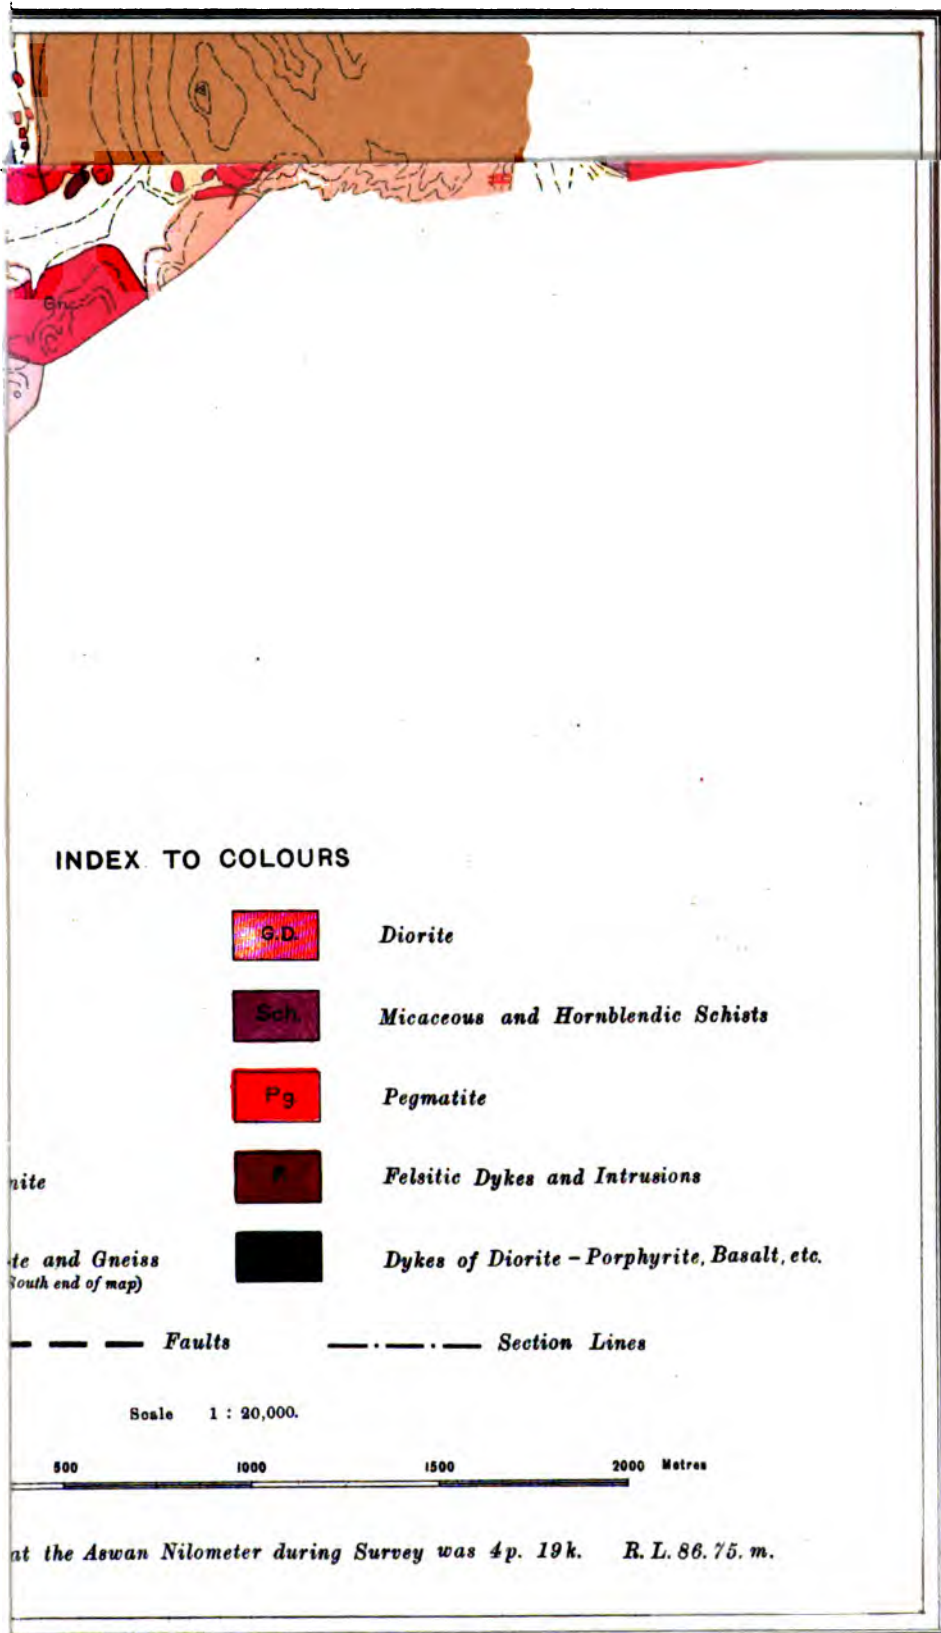 Gn.
INDEX TO COLOURS
G.D. Diorite
Sch. Micaceous and Hornblendic Schists
Pg. Pegmatite
nite
F. Felsitic Dykes and Intrusions
te and Gneiss
South end of map)
Dykes of Diorite – Porphyrite, Basalt, etc.
Faults
Section Lines
Scale 1 : 20,000.
500 1000 1500 2000 Metres
at the Aswan Nilometer during Survey was 4p. 19k. R. L. 86. 75. m.